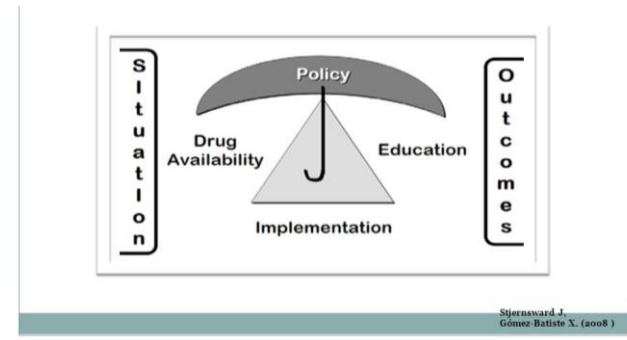 Situation
Policy
Drug
Availability
Education
Implementation
Outcomes
Stjernsward J,
Gómez-Batiste X. (2008 )